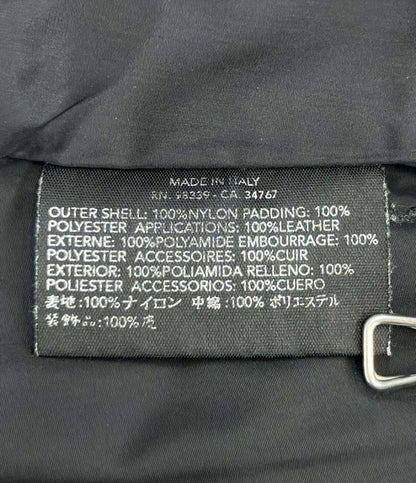 MADE IN ITALY
RN. 98339 - CA. 34767
OUTER SHELL: 100%NYLON PADDING: 100%
POLYESTER APPLICATIONS: 100%LEATHER
EXTERNE: 100%POLYAMIDE EMBOURRAGE: 100%
POLYESTER ACCESSOIRES: 100%CUIR
EXTERIOR: 100%POLIAMIDA RELLENO: 100%
POLIESTER ACCESORIOS: 100%CUERO
表地:100%ナイロン 中綿:100% ポリエステル
装飾品:100%皮